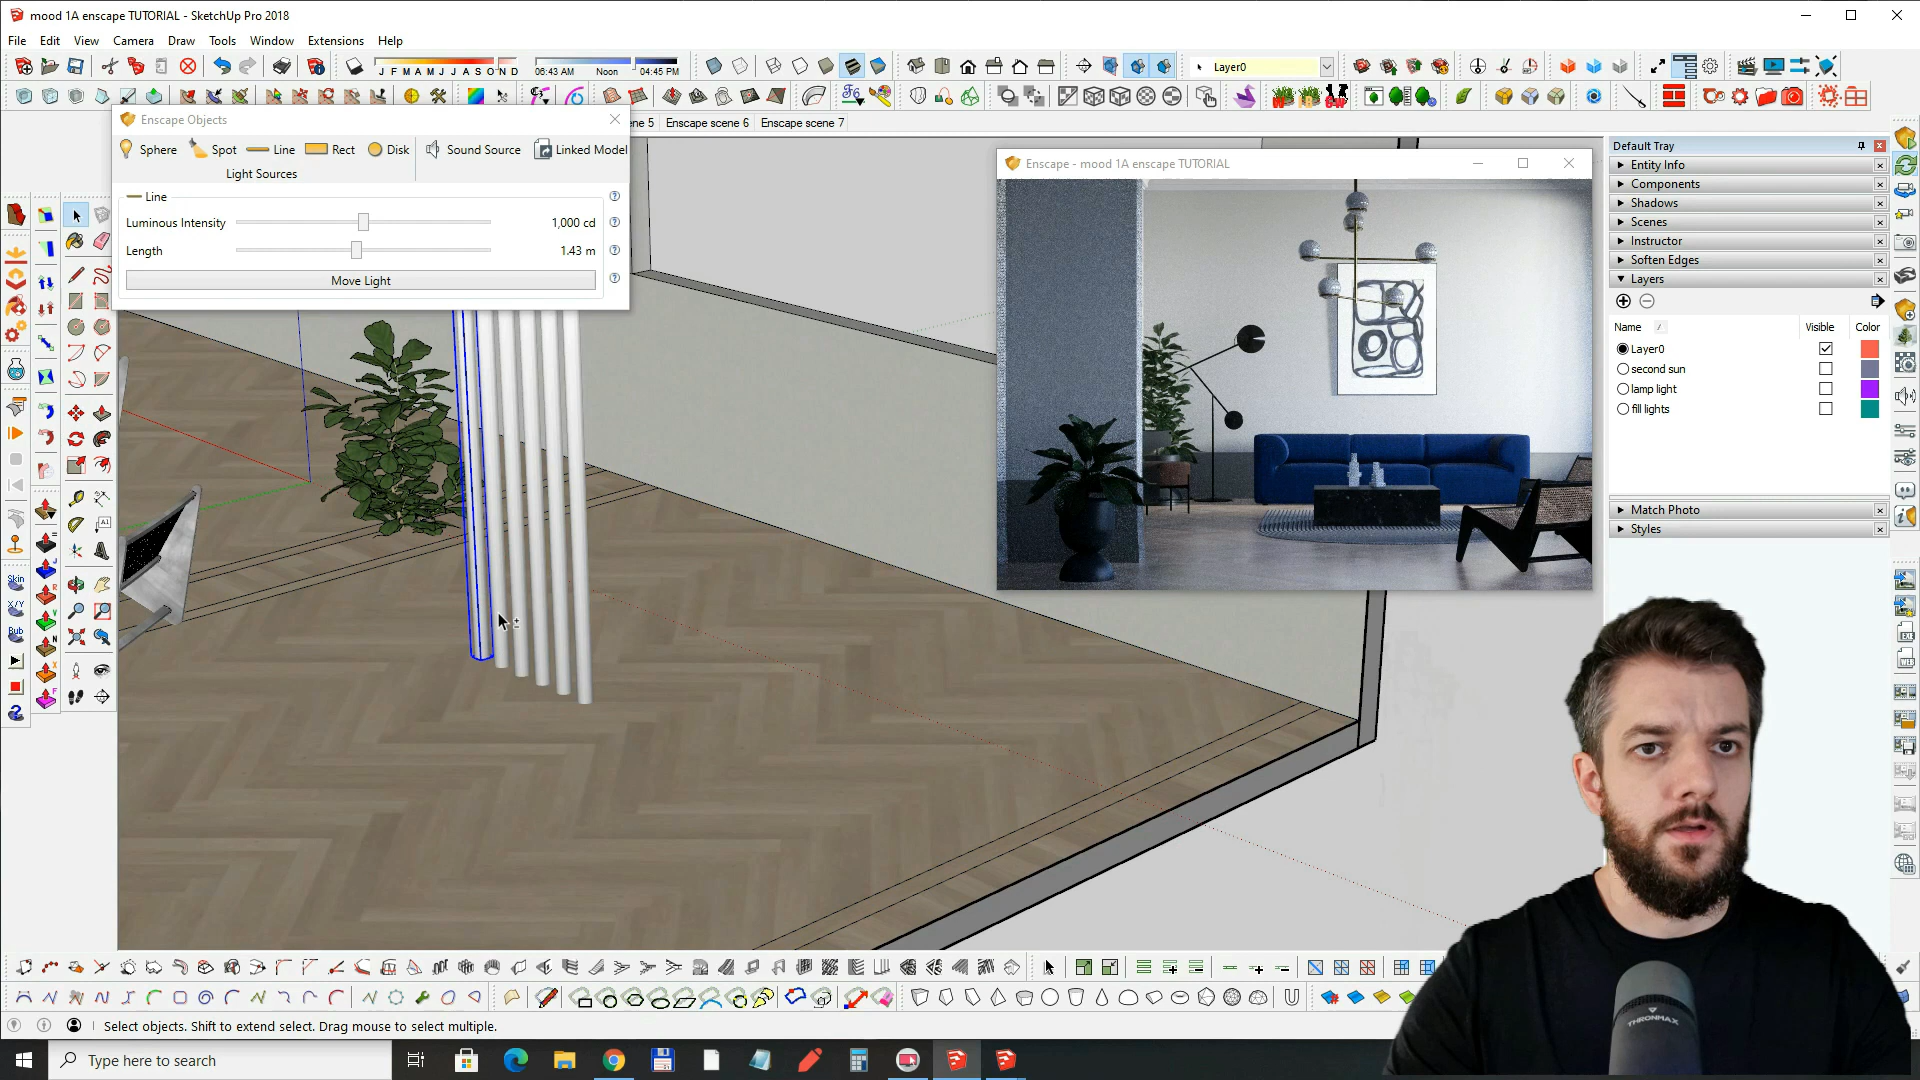 mood 1A enscape TUTORIAL - SketchUp Pro 2018
File Edit View Camera Draw Tools Window Extensions Help
J F M A M J J A S O N D
06:43 AM Noon 04:45 PM
Layer0
Enscape Objects
ne 5 Enscape scene 6 Enscape scene 7
Sphere Spot Line Rect Disk Sound Source Linked Model
Light Sources
Line
Luminous Intensity 1,000 cd
Length 1.43 m
Move Light
Enscape - mood 1A enscape TUTORIAL
Default Tray
Entity Info
Components
Shadows
Scenes
Instructor
Soften Edges
Layers
Name Visible Color
Layer0
second sun
lamp light
fill lights
Match Photo
Styles
Skin
X/Y
Bub
THRONMAX
Select objects. Shift to extend select. Drag mouse to select multiple.
Type here to search